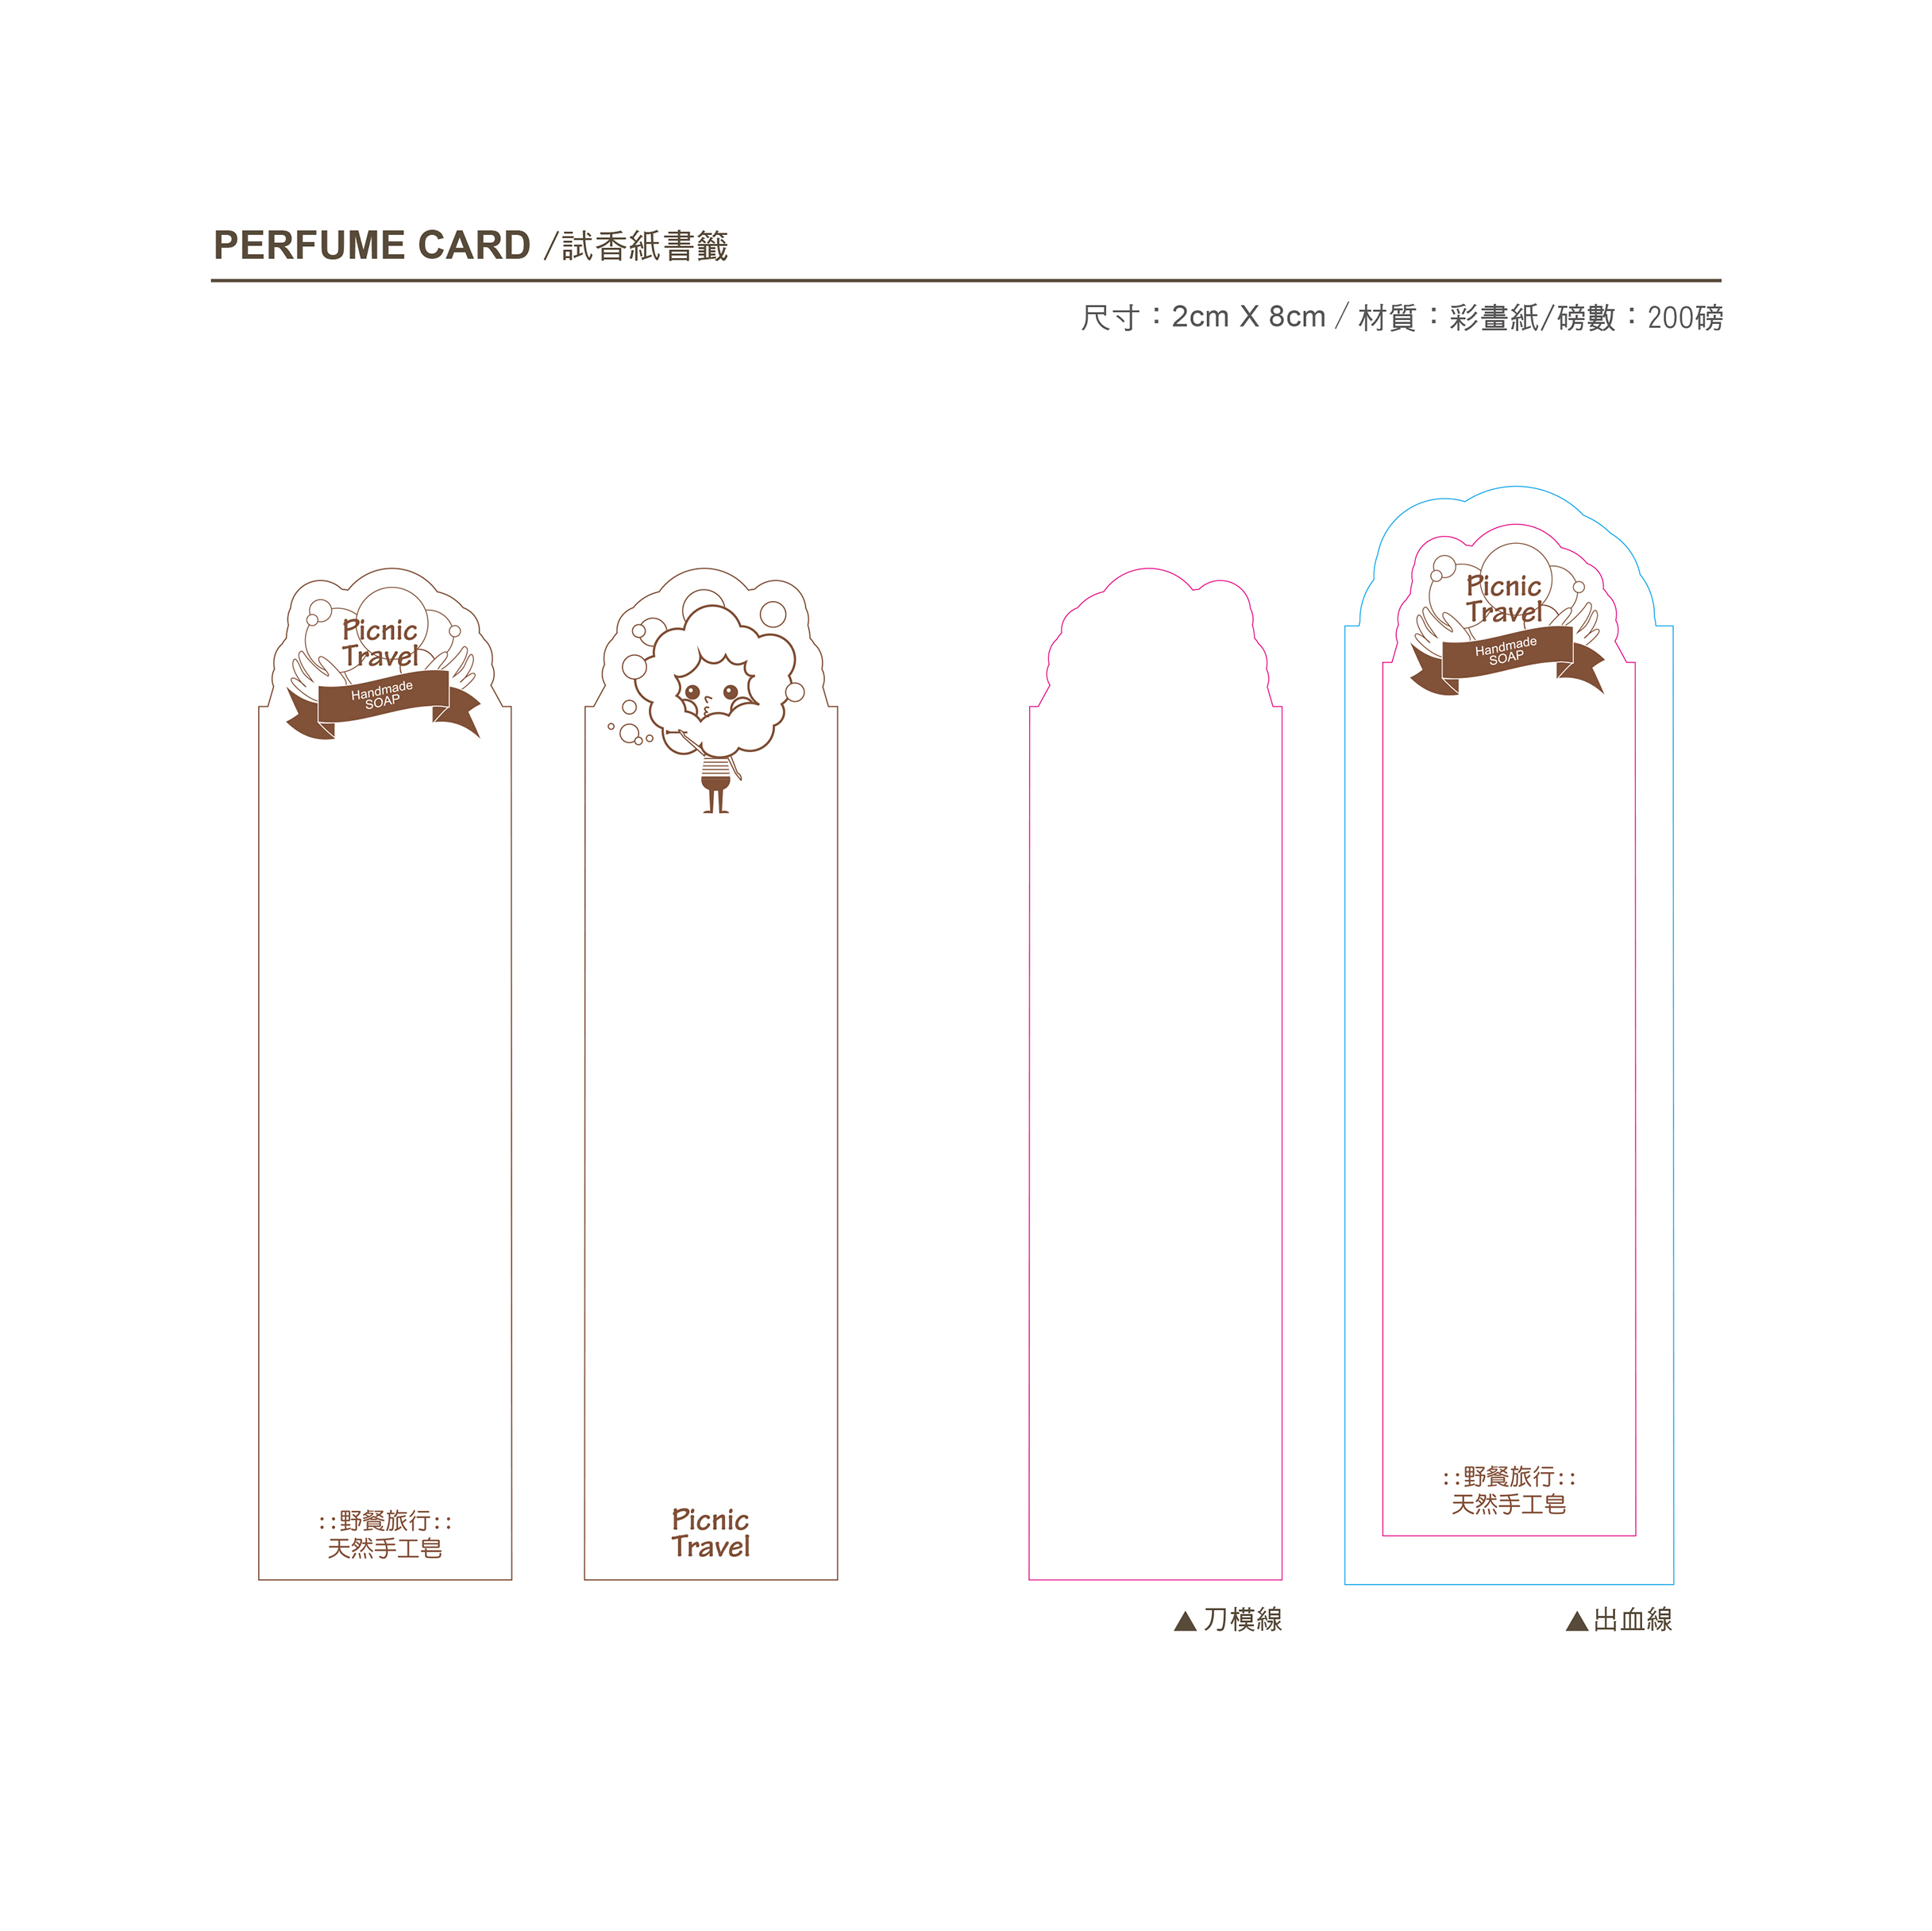 PERFUME CARD /試香紙書籤
尺寸：2cm X 8cm / 材質：彩畫紙/磅數：200磅
Picnic
Travel
Handmade
SOAP
::野餐旅行::
天然手工皂
Picnic
Travel
▲刀模線
Picnic
Travel
Handmade
SOAP
::野餐旅行::
天然手工皂
▲出血線